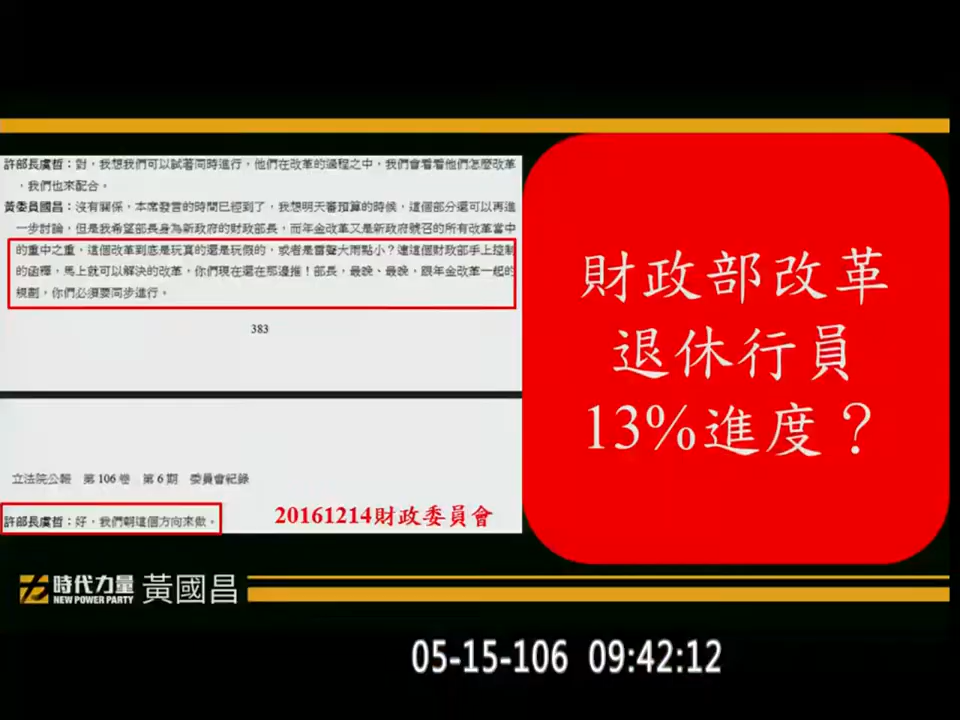 許部長虞哲：對，我想我們可以試著同時進行，他們在改革的過程之中，我們會看看他們怎麼改革
，我們也來配合。
黃委員國昌：沒有關係，本席發言的時間已經到了，我想明天審預算的時候，這個部分還可以再進
一步討論，但是我希望部長身為新政府的財政部長，而年金改革又是新政府號召的所有改革當中
的重中之重，這個改革到底是玩真的還是玩假的，或者是雷聲大雨點小？連這個財政部手上控制
的函釋，馬上就可以解決的改革，你們現在還在那邊推！部長，最晚、最晚，跟年金改革一起的
規劃，你們必須要同步進行。
383
立法院公報 第 106 卷 第 6 期 委員會紀錄
許部長虞哲：好，我們朝這個方向來做。
20161214財政委員會
財政部改革
退休行員
13%進度？
時代力量
NEW POWER PARTY
黃國昌
05-15-106 09:42:12